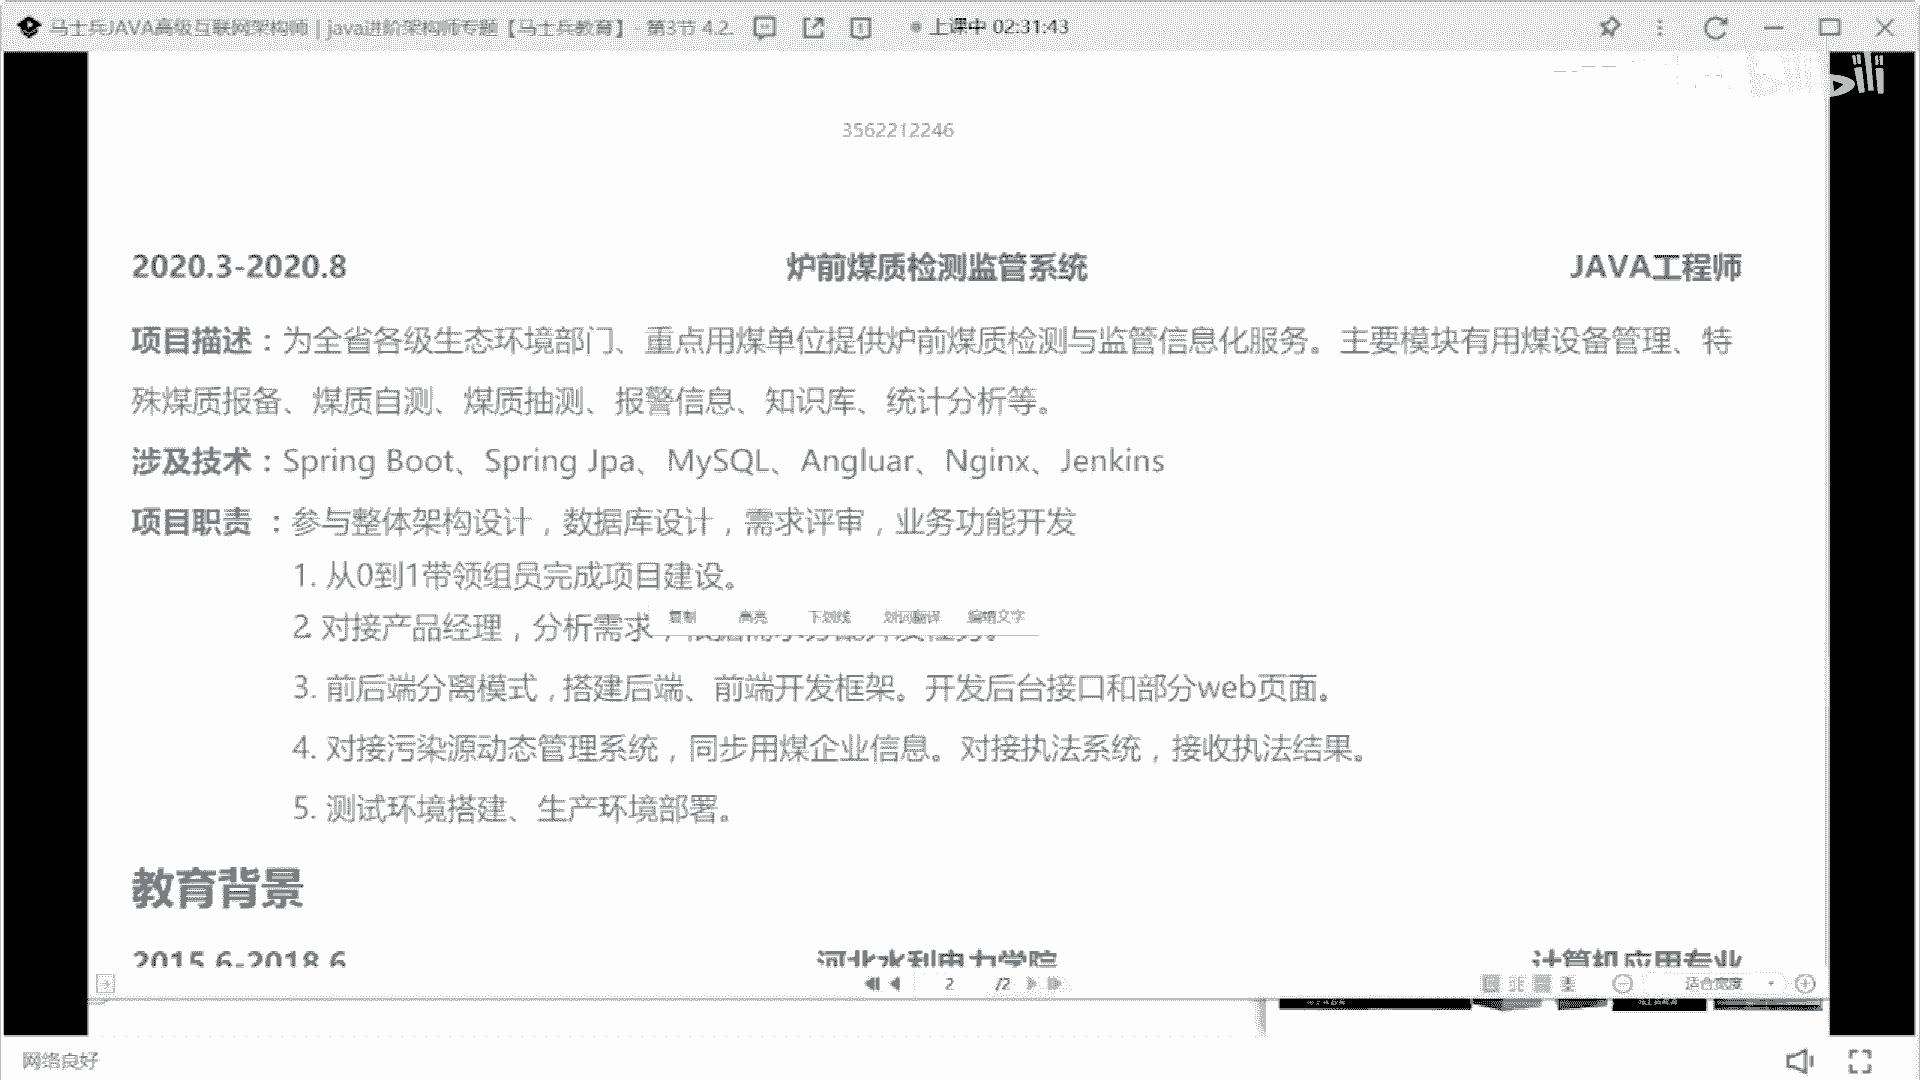 马士兵JAVA高级互联网架构师 | java进阶架构师专题【马士兵教育】- 第3节 4.2. 上课中 02:31:43
bili
3562212246
2020.3-2020.8 炉前煤质检测监管系统 JAVA工程师
项目描述：为全省各级生态环境部门、重点用煤单位提供炉前煤质检测与监管信息化服务。主要模块有用煤设备管理、特
殊煤质报备、煤质自测、煤质抽测、报警信息、知识库、统计分析等。
涉及技术：Spring Boot、Spring Jpa、MySQL、Angluar、Nginx、Jenkins
项目职责 ：参与整体架构设计，数据库设计，需求评审，业务功能开发
1. 从0到1带领组员完成项目建设。
复制 高亮 下划线 划词翻译 编辑文字
2. 对接产品经理，分析需求，
3. 前后端分离模式，搭建后端、前端开发框架。开发后台接口和部分web页面。
4. 对接污染源动态管理系统，同步用煤企业信息。对接执法系统，接收执法结果。
5. 测试环境搭建、生产环境部署。
教育背景
2015.6-2018.6 河北水利电力学院 计算机应用专业
2 /2 适合宽度
网络良好